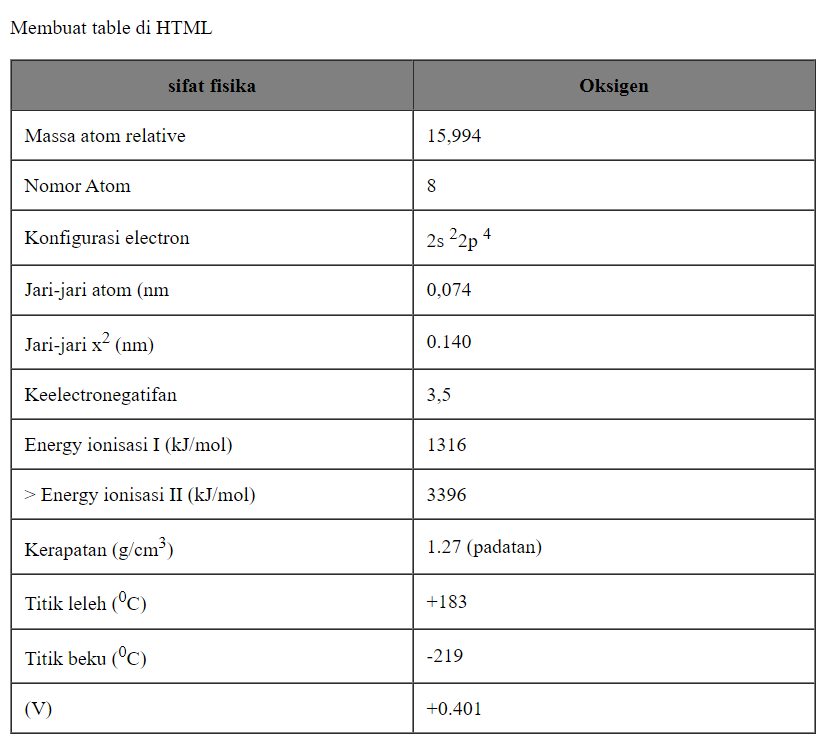 Membuat table di HTML
sifat fisika Oksigen
Massa atom relative 15,994
Nomor Atom 8
Konfigurasi electron 2s ²2p ⁴
Jari-jari atom (nm 0,074
Jari-jari x² (nm) 0.140
Keelectronegatifan 3,5
Energy ionisasi I (kJ/mol) 1316
> Energy ionisasi II (kJ/mol) 3396
Kerapatan (g/cm³) 1.27 (padatan)
Titik leleh (⁰C) +183
Titik beku (⁰C) -219
(V) +0.401